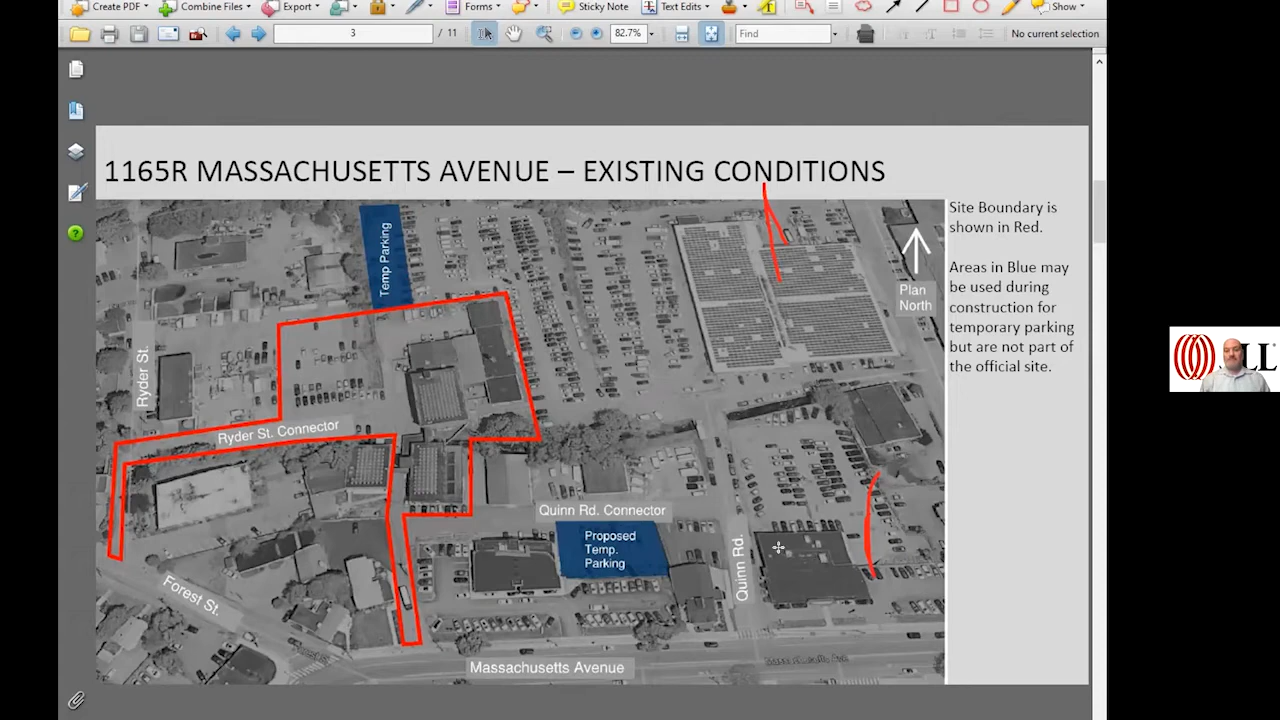 Create PDF
Combine Files
Export
Forms
Sticky Note
Text Edits
T
Show
3
/ 11
82.7%
Find
No current selection
?
1165R MASSACHUSETTS AVENUE – EXISTING CONDITIONS
Site Boundary is
shown in Red.
Areas in Blue may
be used during
construction for
temporary parking
but are not part of
the official site.
Temp Parking
Plan
North
Ryder St.
Ryder St. Connector
Quinn Rd. Connector
Proposed
Temp.
Parking
Quinn Rd.
Forest St.
Massachusetts Avenue